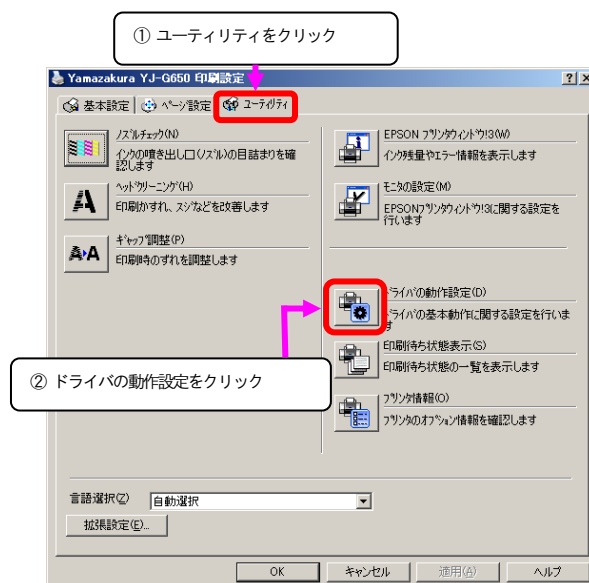 ① ユーティリティをクリック
Yamazakura YJ-G650 印刷設定
基本設定 ページ設定 ユーティリティ
ノズルチェック(N)
インクの噴き出し口(ノズル)の目詰まりを確
認します
ヘッドクリーニング(H)
印刷かすれ、スジなどを改善します
ギャップ調整(P)
印刷時のずれを調整します
EPSON プリンタウィンドウ!3(W)
インク残量やエラー情報を表示します
モニタの設定(M)
EPSONプリンタウィンドウ!3に関する設定を
行います
ドライバの動作設定(D)
ドライバの基本動作に関する設定を行いま
す
印刷待ち状態表示(S)
印刷待ち状態の一覧を表示します
プリンタ情報(O)
プリンタのオプション情報を確認します
② ドライバの動作設定をクリック
言語選択(Z) 自動選択
拡張設定(E)...
OK キャンセル 適用(A) ヘルプ